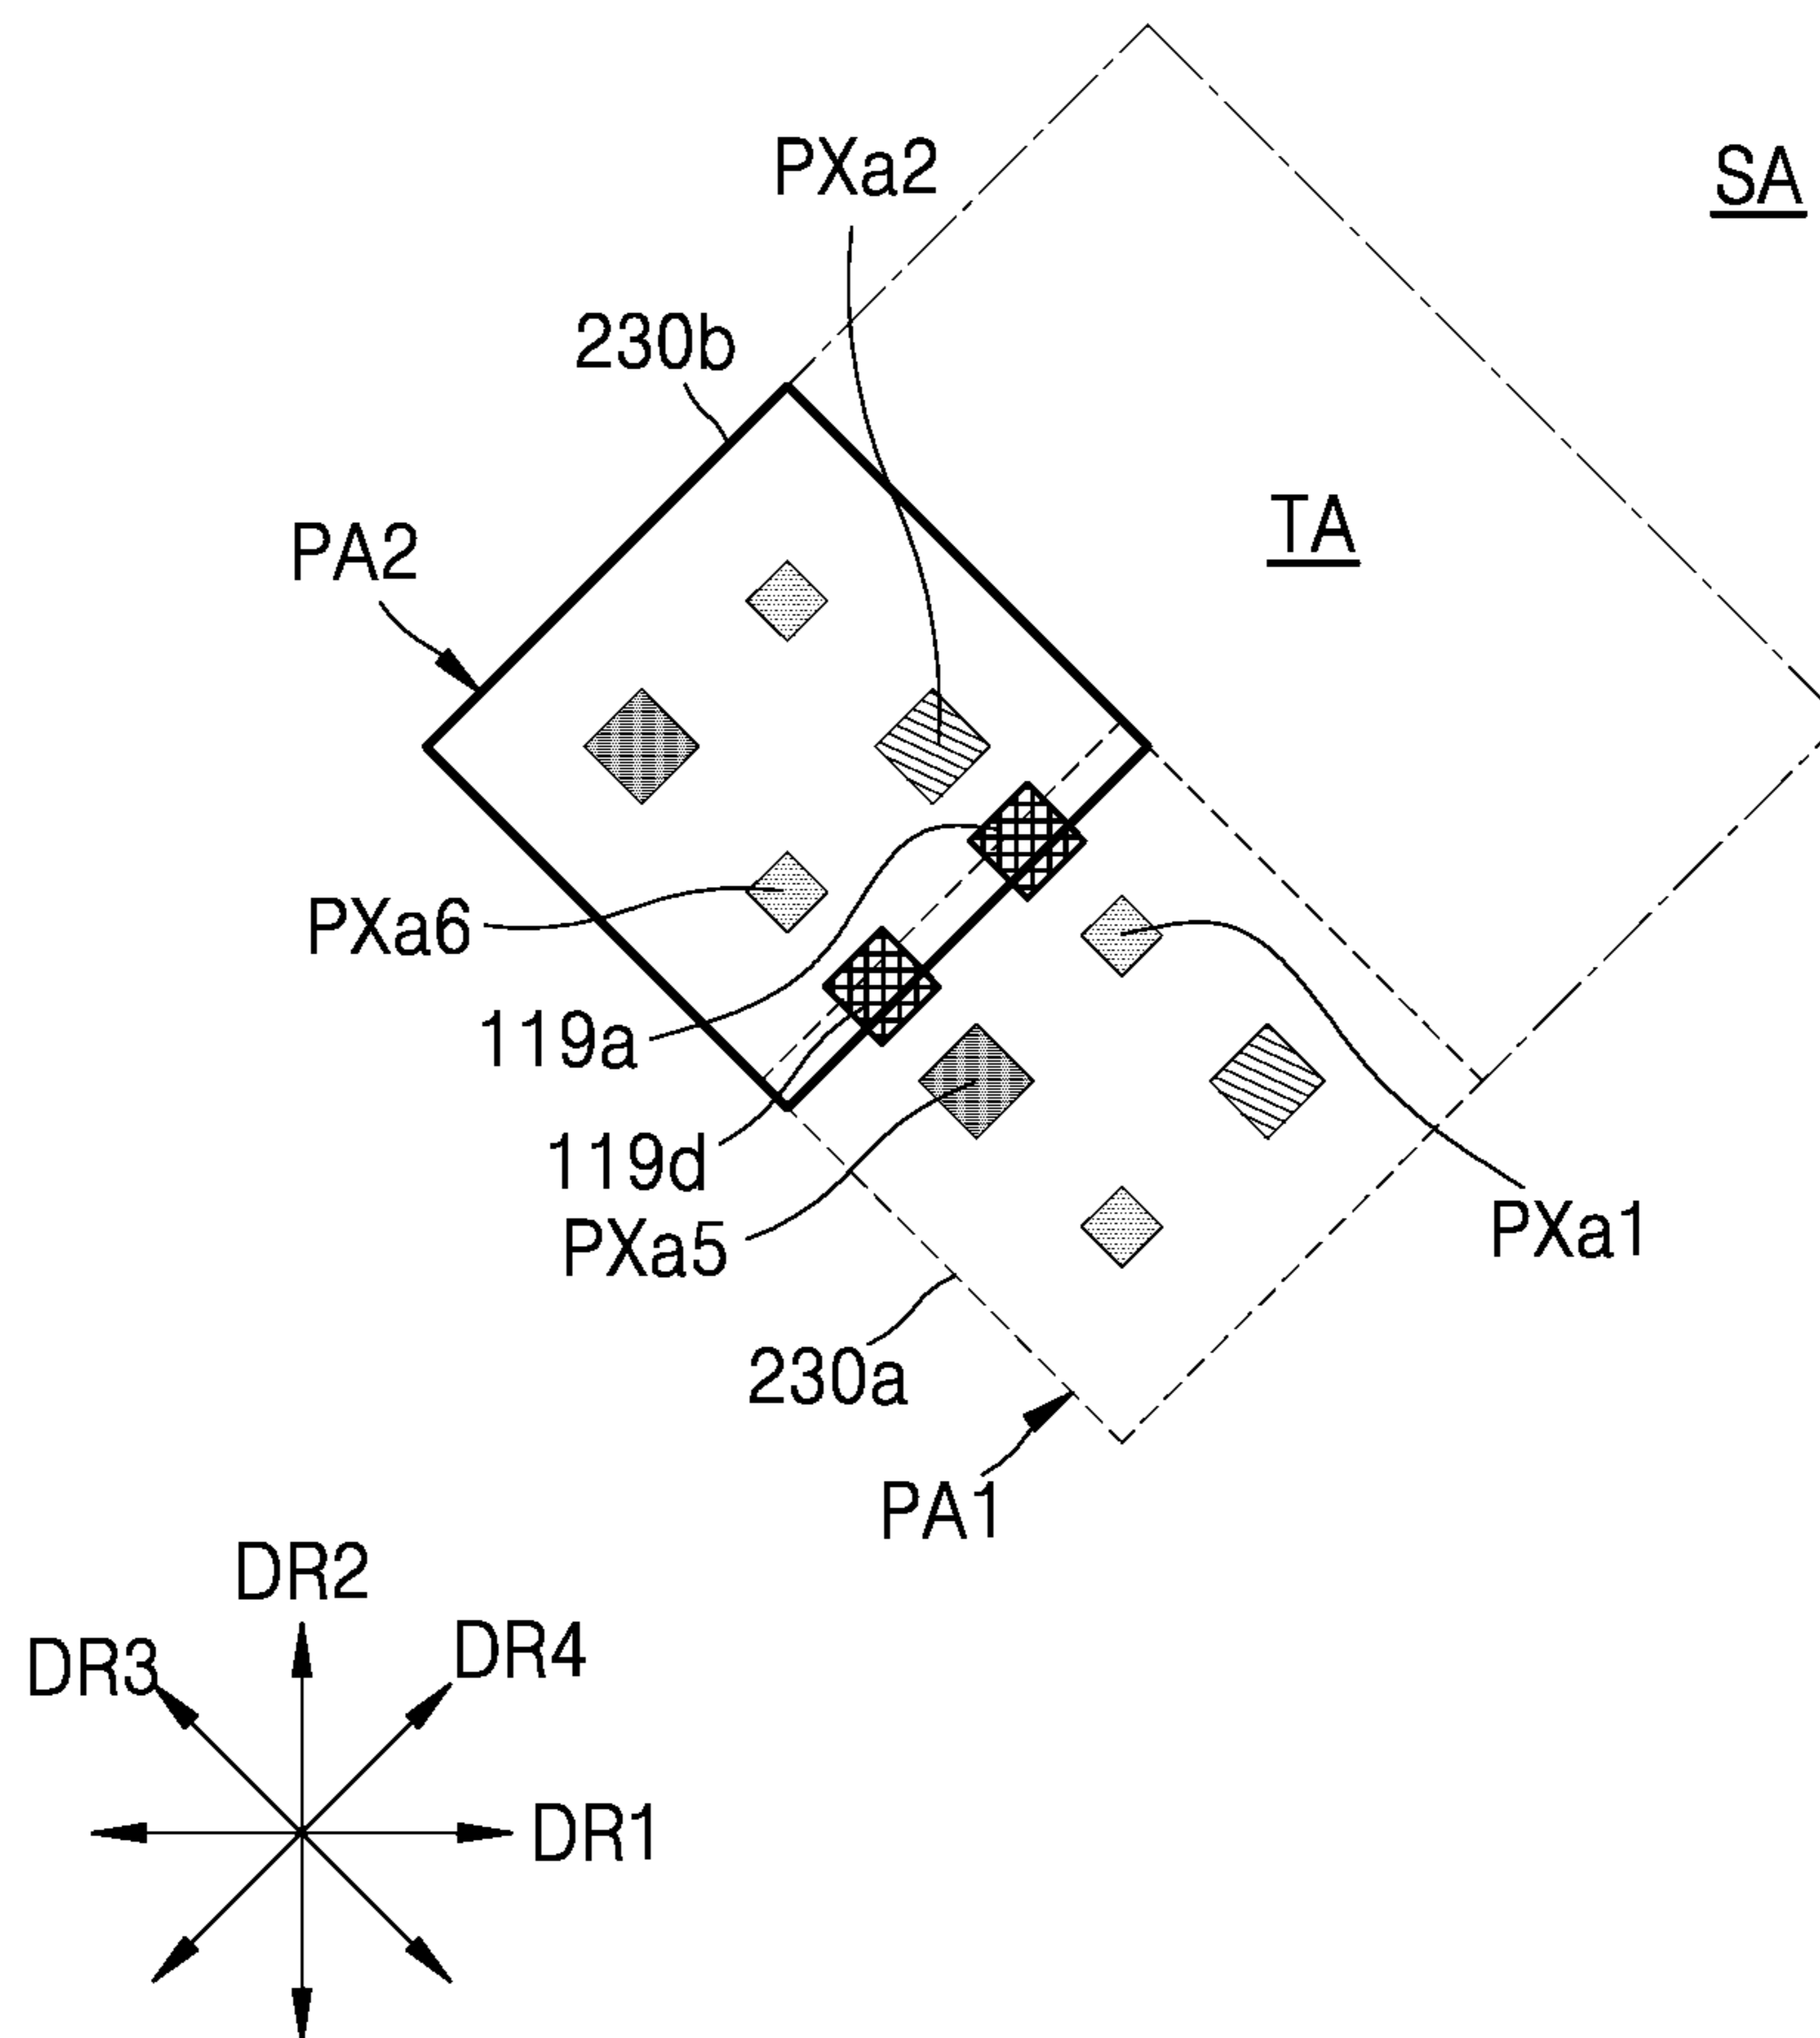 PXa2
SA
230b
TA
PA2
PXa6
119a
119d
PXa5
PXa1
230a
PA1
DR2
DR3
DR4
DR1